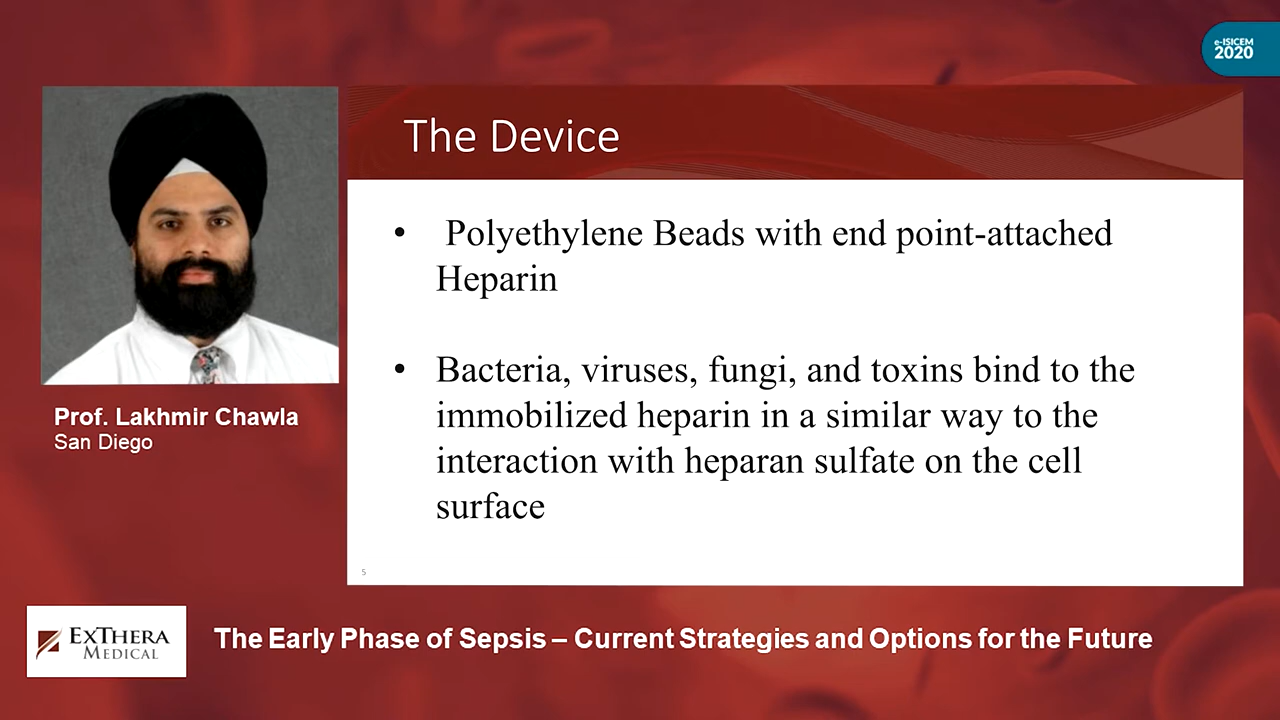 e-ISICEM
2020
The Device
• Polyethylene Beads with end point-attached
Heparin
• Bacteria, viruses, fungi, and toxins bind to the
immobilized heparin in a similar way to the
interaction with heparan sulfate on the cell
surface
5
Prof. Lakhmir Chawla
San Diego
EXTHERA
MEDICAL
The Early Phase of Sepsis – Current Strategies and Options for the Future